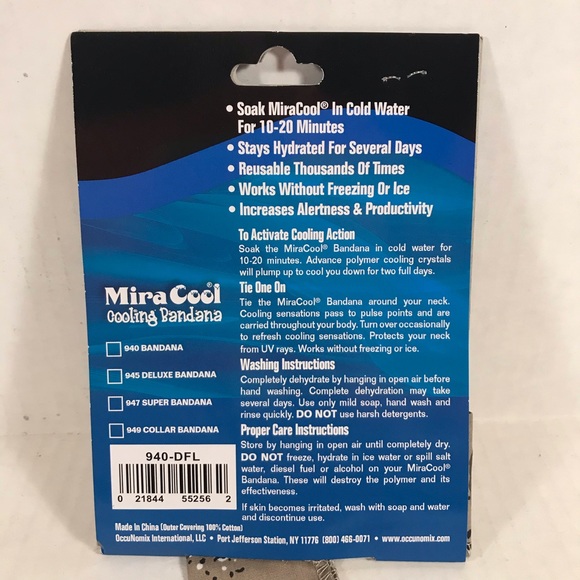 • Soak MiraCool® In Cold Water
For 10-20 Minutes
• Stays Hydrated For Several Days
• Reusable Thousands Of Times
• Works Without Freezing Or Ice
• Increases Alertness & Productivity
To Activate Cooling Action
Soak the MiraCool® Bandana in cold water for
10-20 minutes. Advance polymer cooling crystals
will plump up to cool you down for two full days.
Tie One On
Tie the MiraCool® Bandana around your neck.
Cooling sensations pass to pulse points and are
carried throughout your body. Turn over occasionally
to refresh cooling sensations. Protects your neck
from UV rays. Works without freezing or ice.
Washing Instructions
Completely dehydrate by hanging in open air before
hand washing. Complete dehydration may take
several days. Use only mild soap, hand wash and
rinse quickly. DO NOT use harsh detergents.
Proper Care Instructions
Store by hanging in open air until completely dry.
DO NOT freeze, hydrate in ice water or spill salt
water, diesel fuel or alcohol on your MiraCool®
Bandana. These will destroy the polymer and its
effectiveness.
If skin becomes irritated, wash with soap and water
and discontinue use.
Mira Cool®
Cooling Bandana
940 BANDANA
945 DELUXE BANDANA
947 SUPER BANDANA
949 COLLAR BANDANA
940-DFL
0 21844 55256 2
Made In China (Outer Covering 100% Cotton)
OccuNomix International, LLC • Port Jefferson Station, NY 11776 (800) 466-0071 • www.occunomix.com